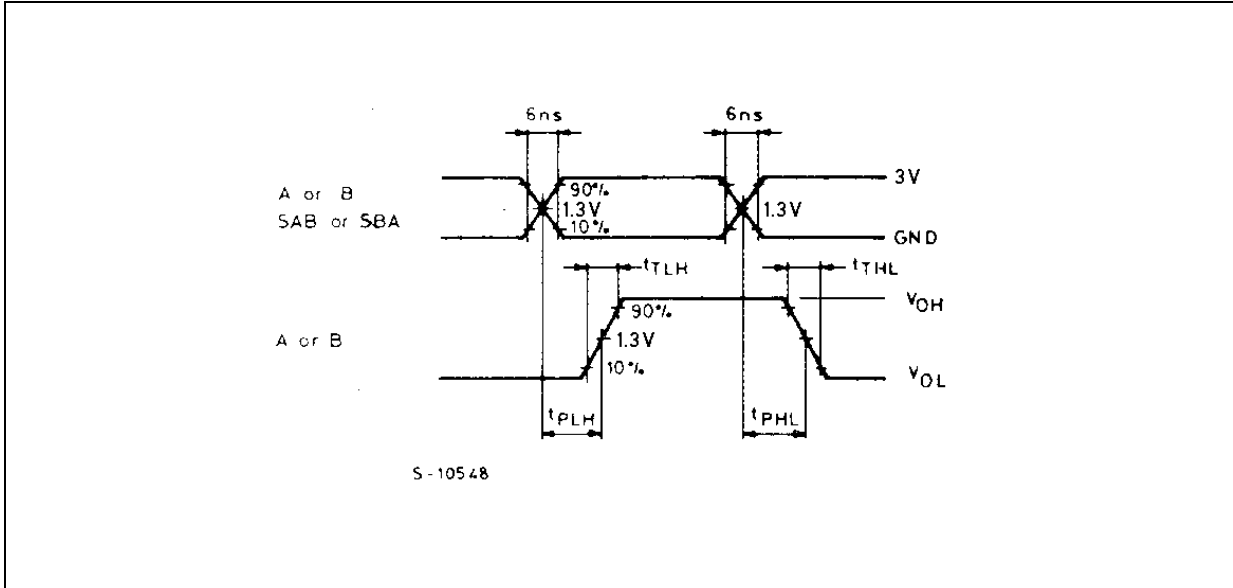 6ns 6ns
A or B
SAB or SBA
90% 3V
1.3V 1.3V
10% GND
tTLH tTHL
90% VOH
A or B 1.3V
10% VOL
tPLH tPHL
S-10548